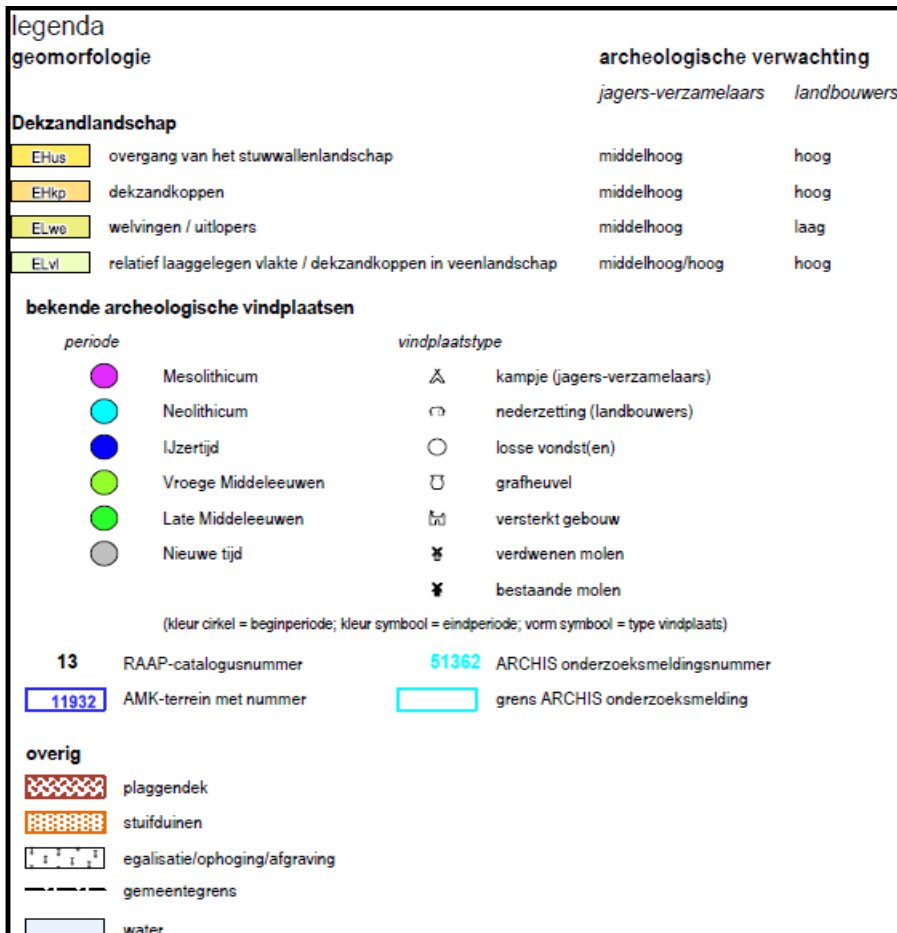 legenda
geomorfologie archeologische verwachting
jagers-verzamelaars landbouwers
Dekzandlandschap
EHus overgang van het stuwwallenlandschap middelhoog hoog
EHkp dekzandkoppen middelhoog hoog
ELwe welvingen / uitlopers middelhoog laag
ELvl relatief laaggelegen vlakte / dekzandkoppen in veenlandschap middelhoog/hoog hoog
bekende archeologische vindplaatsen
periode vindplaatstype
Mesolithicum kampje (jagers-verzamelaars)
Neolithicum nederzetting (landbouwers)
IJzertijd losse vondst(en)
Vroege Middeleeuwen grafheuvel
Late Middeleeuwen versterkt gebouw
Nieuwe tijd verdwenen molen
bestaande molen
(kleur cirkel = beginperiode; kleur symbool = eindperiode; vorm symbool = type vindplaats)
13 RAAP-catalogusnummer 51362 ARCHIS onderzoeksmeldingsnummer
11932 AMK-terrein met nummer grens ARCHIS onderzoeksmelding
overig
plaggendek
stuifduinen
egalisatie/ophoging/afgraving
gemeentegrens
water